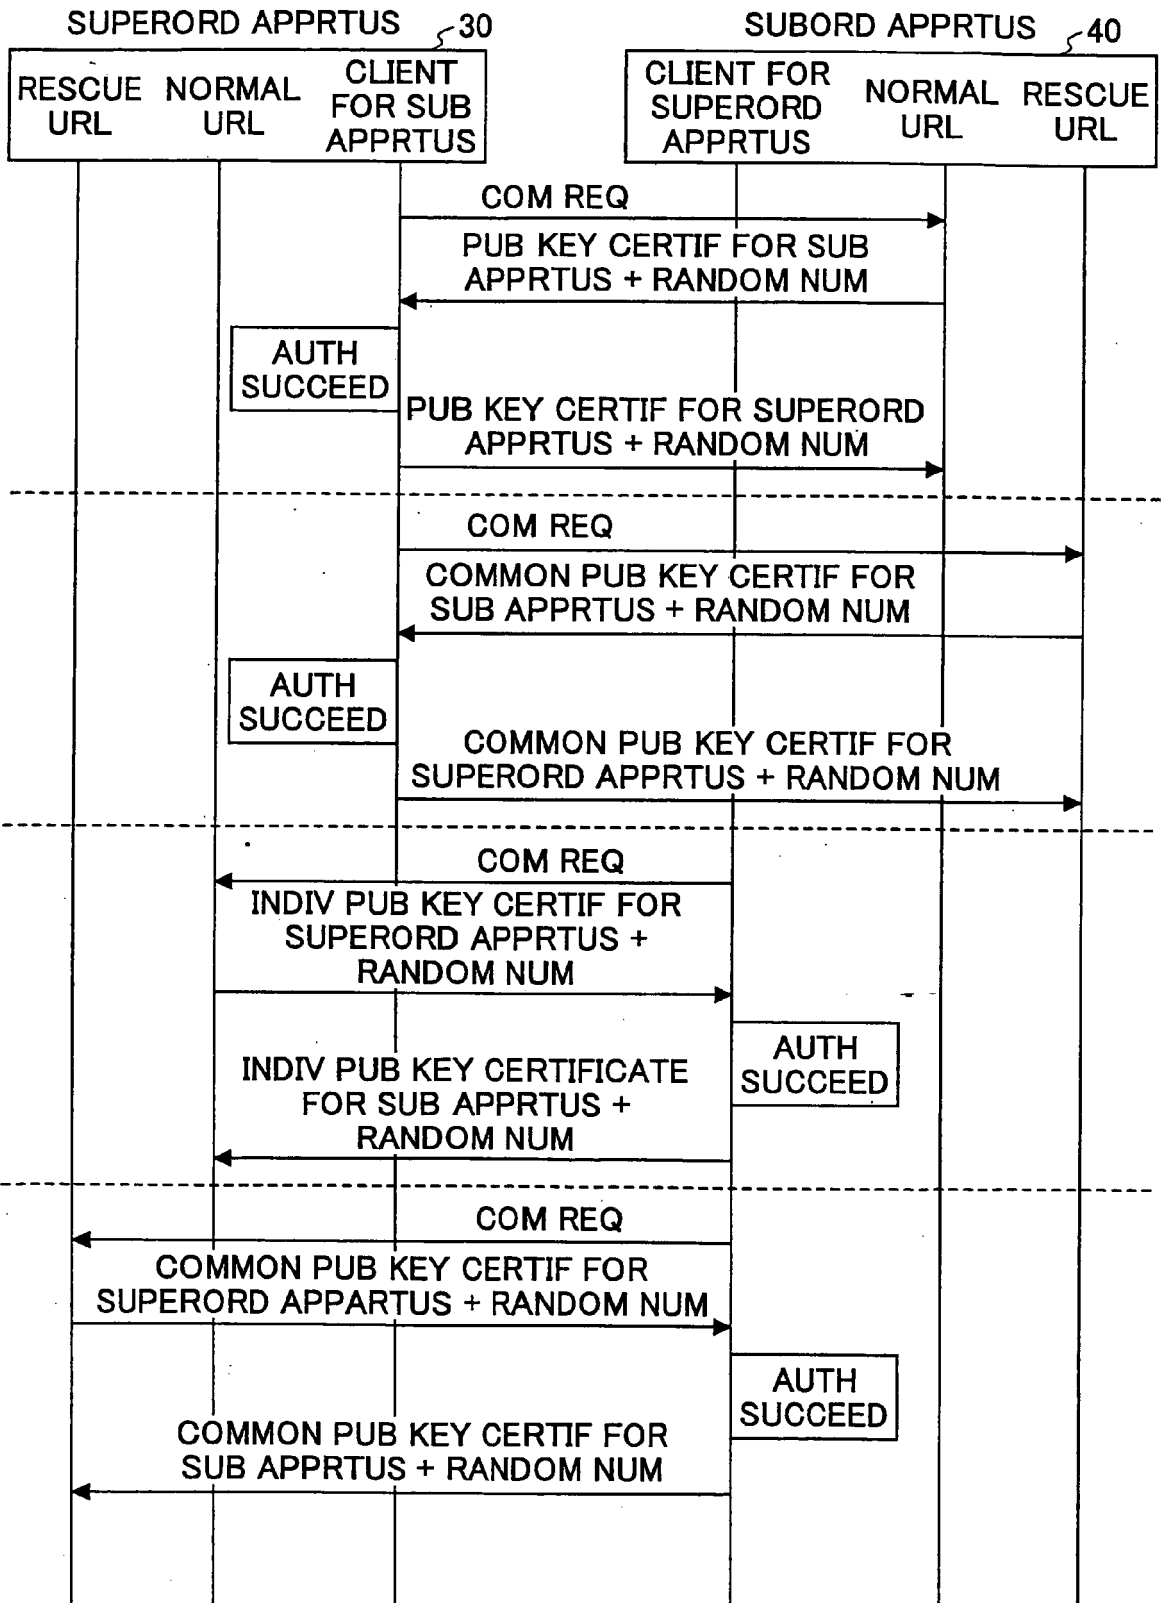 SUPERORD APPRTUS 30
SUBORD APPRTUS 40
RESCUE URL
NORMAL URL
CLIENT FOR SUB APPRTUS
CLIENT FOR SUPERORD APPRTUS
NORMAL URL
RESCUE URL
COM REQ
PUB KEY CERTIF FOR SUB
APPRTUS + RANDOM NUM
AUTH
SUCCEED
PUB KEY CERTIF FOR SUPERORD
APPRTUS + RANDOM NUM
COM REQ
COMMON PUB KEY CERTIF FOR
SUB APPRTUS + RANDOM NUM
AUTH
SUCCEED
COMMON PUB KEY CERTIF FOR
SUPERORD APPRTUS + RANDOM NUM
COM REQ
INDIV PUB KEY CERTIF FOR
SUPERORD APPRTUS +
RANDOM NUM
AUTH
SUCCEED
INDIV PUB KEY CERTIFICATE
FOR SUB APPRTUS +
RANDOM NUM
COM REQ
COMMON PUB KEY CERTIF FOR
SUPERORD APPARTUS + RANDOM NUM
AUTH
SUCCEED
COMMON PUB KEY CERTIF FOR
SUB APPRTUS + RANDOM NUM